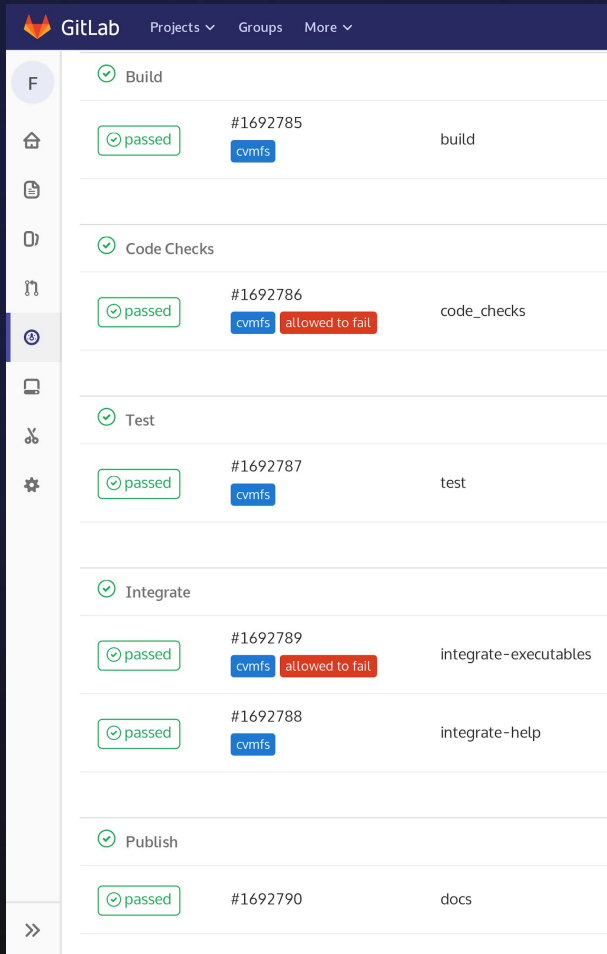 GitLab Projects Groups More
F
Build
passed #1692785 build
cvmfs
Code Checks
passed #1692786 code_checks
cvmfs allowed to fail
Test
passed #1692787 test
cvmfs
Integrate
passed #1692789 integrate-executables
cvmfs allowed to fail
passed #1692788 integrate-help
cvmfs
Publish
passed #1692790 docs